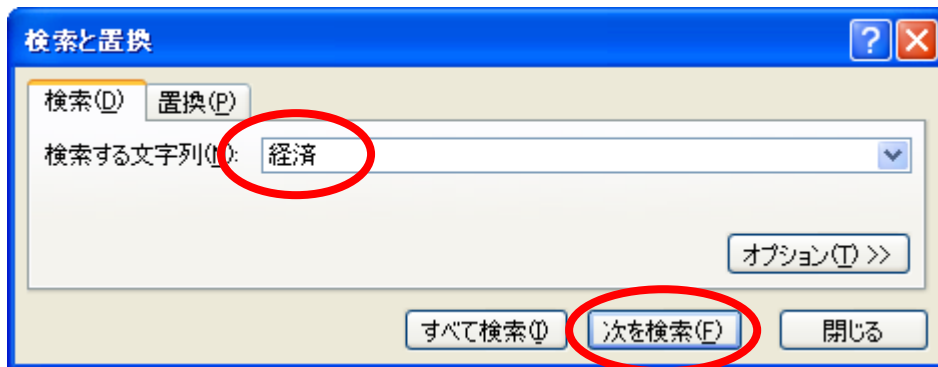 検索と置換
検索(D) 置換(P)
検索する文字列(N): 経済
オプション(T) >>
すべて検索(I) 次を検索(F) 閉じる